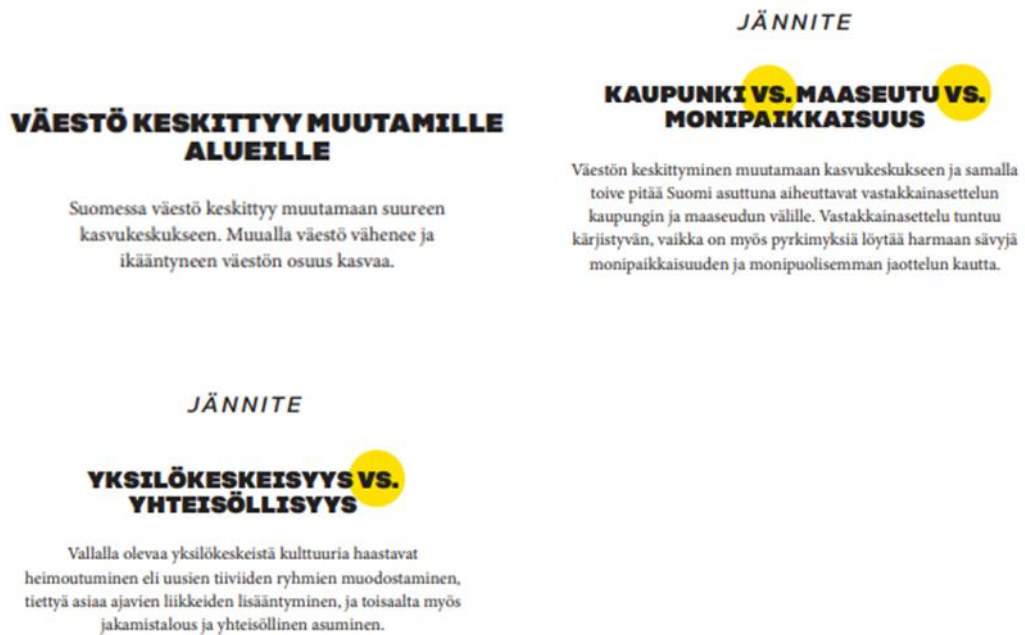 VÄESTÖ KESKITTYY MUUTAMILLE
ALUEILLE
Suomessa väestö keskittyy muutamaan suureen
kasvukeskukseen. Muualla väestö vähenee ja
ikääntyneen väestön osuus kasvaa.
JÄNNITE
KAUPUNKI VS. MAASEUTU VS.
MONIPAIKKAISUUS
Väestön keskittyminen muutamaan kasvukeskukseen ja samalla
toive pitää Suomi asuttuna aiheuttavat vastakkainasettelun
kaupungin ja maaseudun välille. Vastakkainasettelu tuntuu
kärjistyvän, vaikka on myös pyrkimyksiä löytää harmaan sävyjä
monipaikkaisuuden ja monipuolisemman jaottelun kautta.
JÄNNITE
YKSILÖKESKEISYYS VS.
YHTEISÖLLISYYS
Vallalla olevaa yksilökeskeistä kulttuuria haastavat
heimoutuminen eli uusien tiiviiden ryhmien muodostaminen,
tiettyä asiaa ajavien liikkeiden lisääntyminen, ja toisaalta myös
jakamistalous ja yhteisöllinen asuminen.